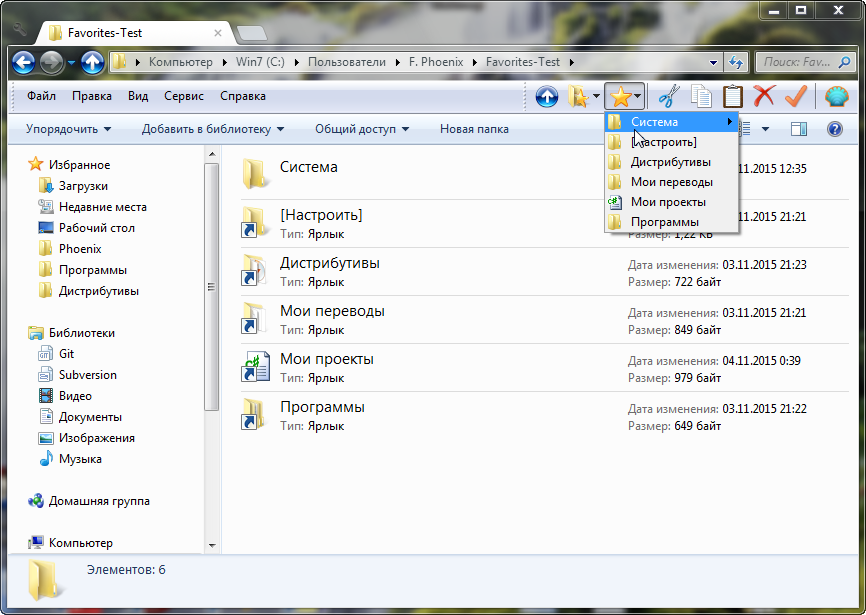 Favorites-Test
Компьютер Win7 (C:) Пользователи F. Phoenix Favorites-Test
Поиск: Fav...
Файл Правка Вид Сервис Справка
Упорядочить Добавить в библиотеку Общий доступ Новая папка
Система
[Настроить]
Дистрибутивы
Мои переводы
Мои проекты
Программы
Избранное
Загрузки
Недавние места
Рабочий стол
Phoenix
Программы
Дистрибутивы
Библиотеки
Git
Subversion
Видео
Документы
Изображения
Музыка
Домашняя группа
Компьютер
Система
11.2015 12:35
[Настроить]
11.2015 21:21
Тип: Ярлык
Размер: 1,22 КБ
Дистрибутивы
Дата изменения: 03.11.2015 21:23
Тип: Ярлык
Размер: 722 байт
Мои переводы
Дата изменения: 03.11.2015 21:21
Тип: Ярлык
Размер: 849 байт
Мои проекты
Дата изменения: 04.11.2015 0:39
Тип: Ярлык
Размер: 979 байт
Программы
Дата изменения: 03.11.2015 21:22
Тип: Ярлык
Размер: 649 байт
Элементов: 6